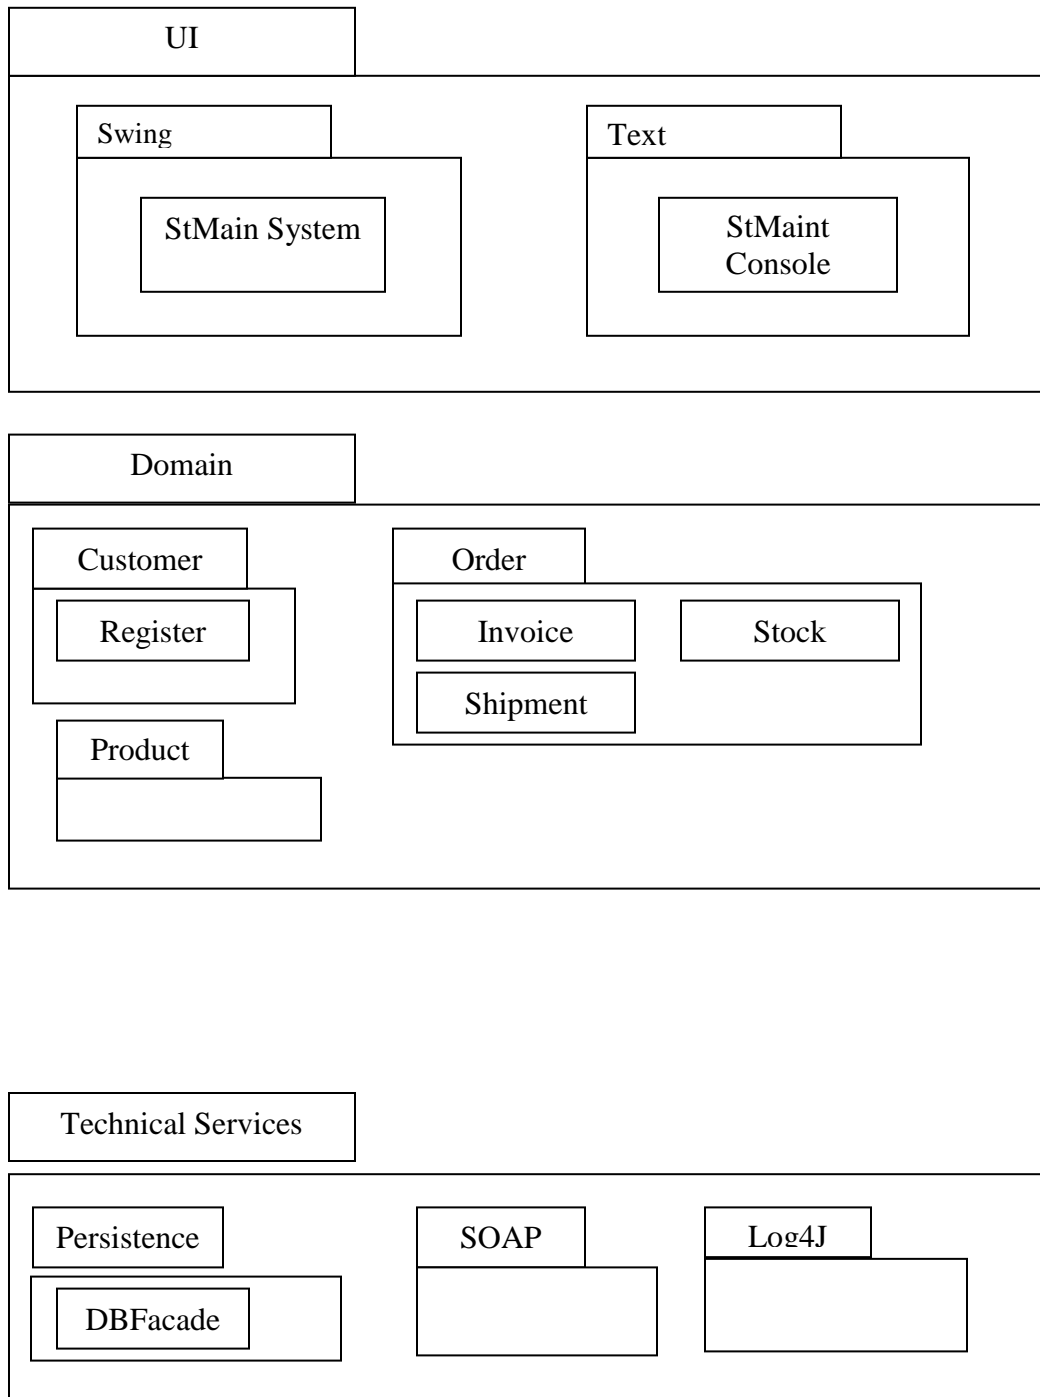 UI
Swing
Text
StMain System
StMaint
Console
Domain
Customer
Order
Register
Invoice
Stock
Shipment
Product
Technical Services
Persistence
SOAP
Log4J
DBFacade